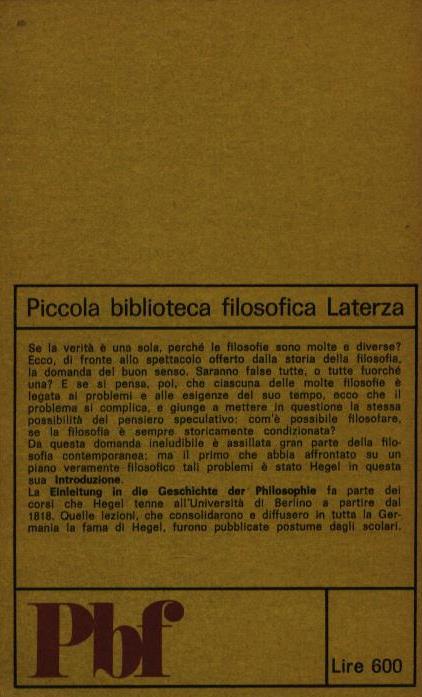 Piccola biblioteca filosofica Laterza
Se la verità è una sola, perché le filosofie sono molte e diverse?
Ecco, di fronte allo spettacolo offerto dalla storia della filosofia,
la domanda del buon senso. Saranno false tutte, o tutte fuorché
una? E se si pensa, poi, che ciascuna delle molte filosofie è
legata ai problemi e alle esigenze del suo tempo, ecco che il
problema si complica, e giunge a mettere in questione la stessa
possibilità del pensiero speculativo: com'è possibile filosofare,
se la filosofia è sempre storicamente condizionata?
Da questa domanda ineludibile è assillata gran parte della filo-
sofia contemporanea; ma il primo che abbia affrontato su un
piano veramente filosofico tali problemi è stato Hegel in questa
sua Introduzione.
La Einleitung in die Geschichte der Philosophie fa parte dei
corsi che Hegel tenne all'Università di Berlino a partire dal
1818. Quelle lezioni, che consolidarono e diffusero in tutta la Ger-
mania la fama di Hegel, furono pubblicate postume dagli scolari.
Pbf
Lire 600